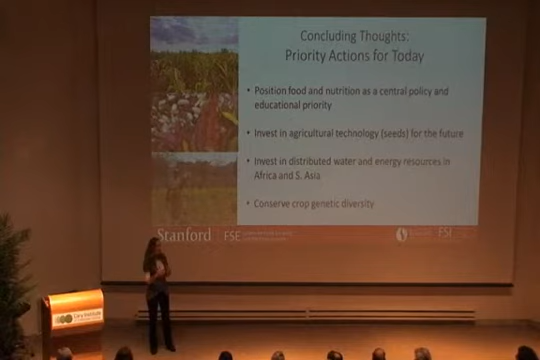 Concluding Thoughts:
Priority Actions for Today
• Position food and nutrition as a central policy and
educational priority
• Invest in agricultural technology (seeds) for the future
• Invest in distributed water and energy resources in
Africa and S. Asia
• Conserve crop genetic diversity
Stanford | FSE
FSI
Cary Institute